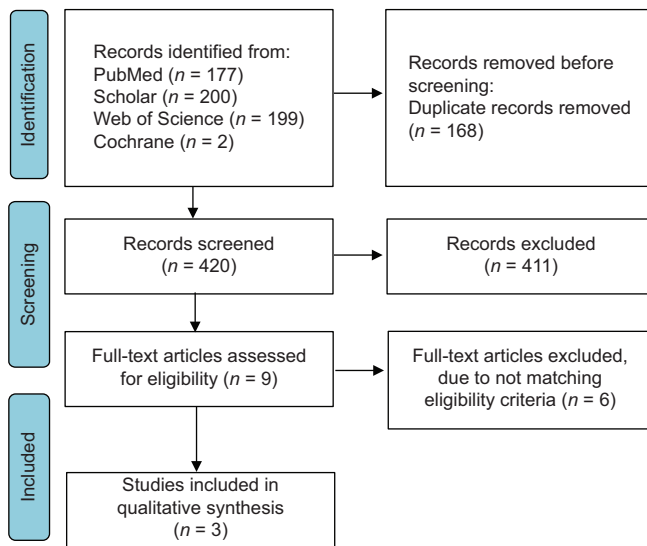 Identification
Records identified from:
PubMed (n = 177)
Scholar (n = 200)
Web of Science (n = 199)
Cochrane (n = 2)
Records removed before
screening:
Duplicate records removed
(n = 168)
Screening
Records screened
(n = 420)
Records excluded
(n = 411)
Full-text articles assessed
for eligibility (n = 9)
Full-text articles excluded,
due to not matching
eligibility criteria (n = 6)
Included
Studies included in
qualitative synthesis
(n = 3)